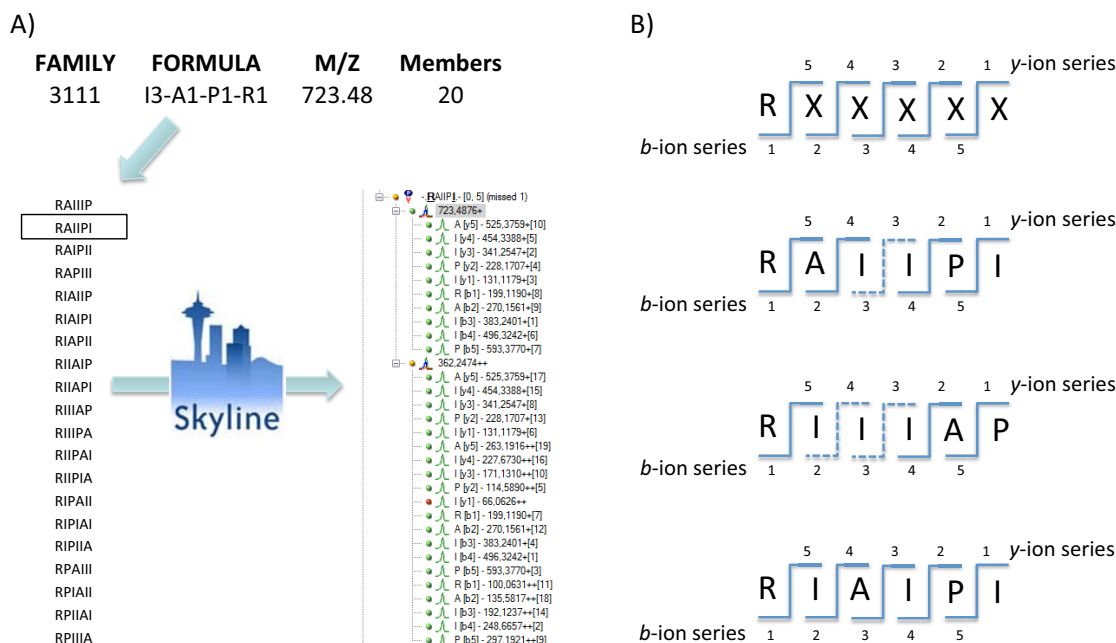 A)
FAMILY FORMULA M/Z Members
3111 I3-A1-P1-R1 723.48 20
RAIIIP
RAIIPI
RAIPII
RAPIII
RIAIIP
RIAIPI
RIAPII
RIIAIP
RIIAPI
RIIIAP
RIIIPA
RIIPAI
RIIPIA
RIPAII
RIPIAI
RIPIIA
RPAIII
RPIAII
RPIIAI
RPIIIA
Skyline
-.RAIIPI.- [0, 5] (missed 1)
723,4876+
A [y5] - 525,3759+[10]
I [y4] - 454,3388+[5]
I [y3] - 341,2547+[2]
P [y2] - 228,1707+[4]
I [y1] - 131,1179+[3]
R [b1] - 199,1190+[8]
A [b2] - 270,1561+[9]
I [b3] - 383,2401+[1]
I [b4] - 496,3242+[6]
P [b5] - 593,3770+[7]
362,2474++
A [y5] - 525,3759+[17]
I [y4] - 454,3388+[15]
I [y3] - 341,2547+[8]
P [y2] - 228,1707+[13]
I [y1] - 131,1179+[6]
A [y5] - 263,1916++[19]
I [y4] - 227,6730++[16]
I [y3] - 171,1310++[10]
P [y2] - 114,5890++[5]
I [y1] - 66,0626++
R [b1] - 199,1190+[7]
A [b2] - 270,1561+[12]
I [b3] - 383,2401+[4]
I [b4] - 496,3242+[1]
P [b5] - 593,3770+[3]
R [b1] - 100,0631++[11]
A [b2] - 135,5817++[18]
I [b3] - 192,1237++[14]
I [b4] - 248,6657++[2]
P [b5] - 297,1921++[9]
B)
5 4 3 2 1 y-ion series
R X X X X X
b-ion series 1 2 3 4 5
5 4 3 2 1 y-ion series
R A I I P I
b-ion series 1 2 3 4 5
5 4 3 2 1 y-ion series
R I I I A P
b-ion series 1 2 3 4 5
5 4 3 2 1 y-ion series
R I A I P I
b-ion series 1 2 3 4 5